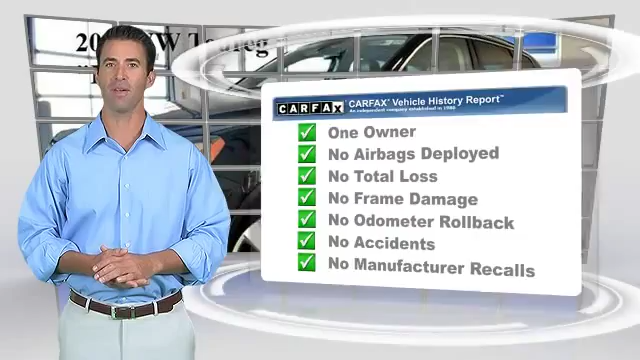 CARFAX
CARFAX® Vehicle History Report™
An independent company established in 1986
One Owner
No Airbags Deployed
No Total Loss
No Frame Damage
No Odometer Rollback
No Accidents
No Manufacturer Recalls